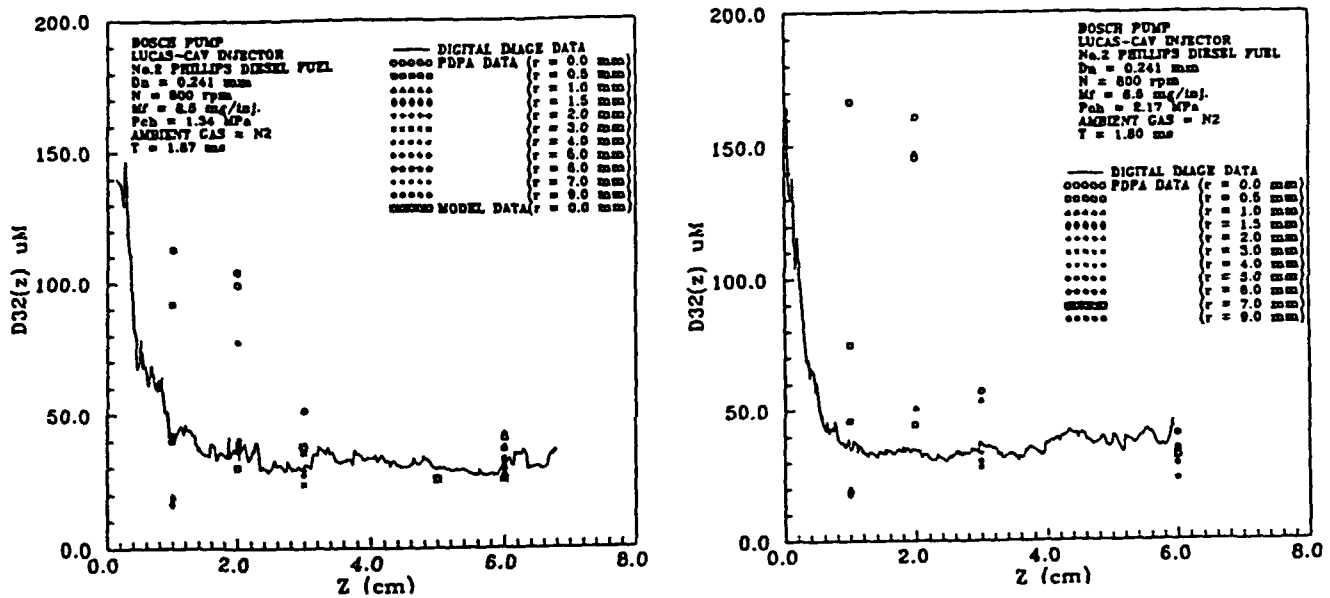 200.0
150.0
100.0
50.0
0.0
D32(z) uM
BOSCH PUMP
LUCAS-CAV INJECTOR
No.2 PHILLIPS DIESEL FUEL
Dn = 0.241 mm
N = 800 rpm
Mf = 8.5 mg/inj.
Pch = 1.34 MPa
AMBIENT GAS = N2
T = 1.87 ms
DIGITAL IMAGE DATA
PDPA DATA (r = 0.0 mm)
(r = 0.5 mm)
(r = 1.0 mm)
(r = 1.5 mm)
(r = 2.0 mm)
(r = 3.0 mm)
(r = 4.0 mm)
(r = 5.0 mm)
(r = 6.0 mm)
(r = 7.0 mm)
(r = 9.0 mm)
MODEL DATA (r = 0.0 mm)
0.0 2.0 4.0 6.0 8.0
Z (cm)
200.0
150.0
100.0
50.0
0.0
D32(z) uM
BOSCH PUMP
LUCAS-CAV INJECTOR
No.2 PHILLIPS DIESEL FUEL
Dn = 0.241 mm
N = 800 rpm
Mf = 8.5 mg/inj.
Pch = 2.17 MPa
AMBIENT GAS = N2
T = 1.80 ms
DIGITAL IMAGE DATA
PDPA DATA (r = 0.0 mm)
(r = 0.5 mm)
(r = 1.0 mm)
(r = 1.5 mm)
(r = 2.0 mm)
(r = 3.0 mm)
(r = 4.0 mm)
(r = 5.0 mm)
(r = 6.0 mm)
(r = 7.0 mm)
(r = 9.0 mm)
0.0 2.0 4.0 6.0 8.0
Z (cm)